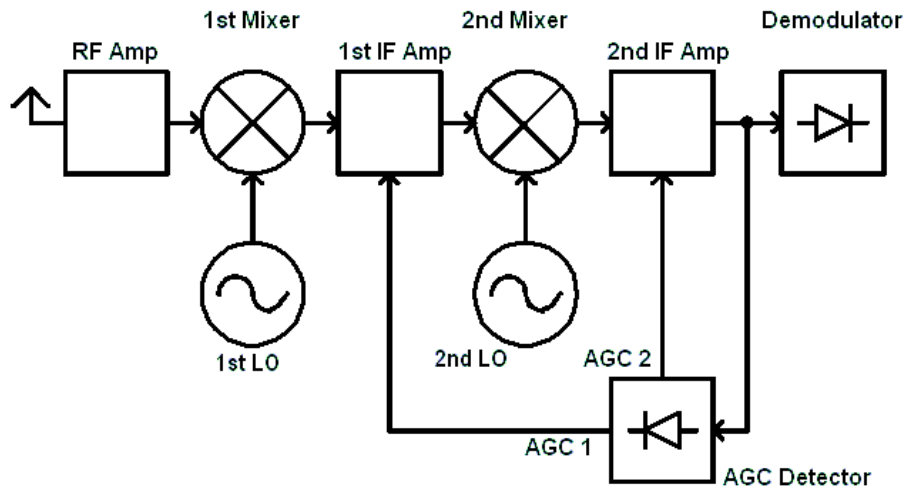 1st Mixer
2nd Mixer
Demodulator
RF Amp
1st IF Amp
2nd IF Amp
1st LO
2nd LO
AGC 2
AGC 1
AGC Detector